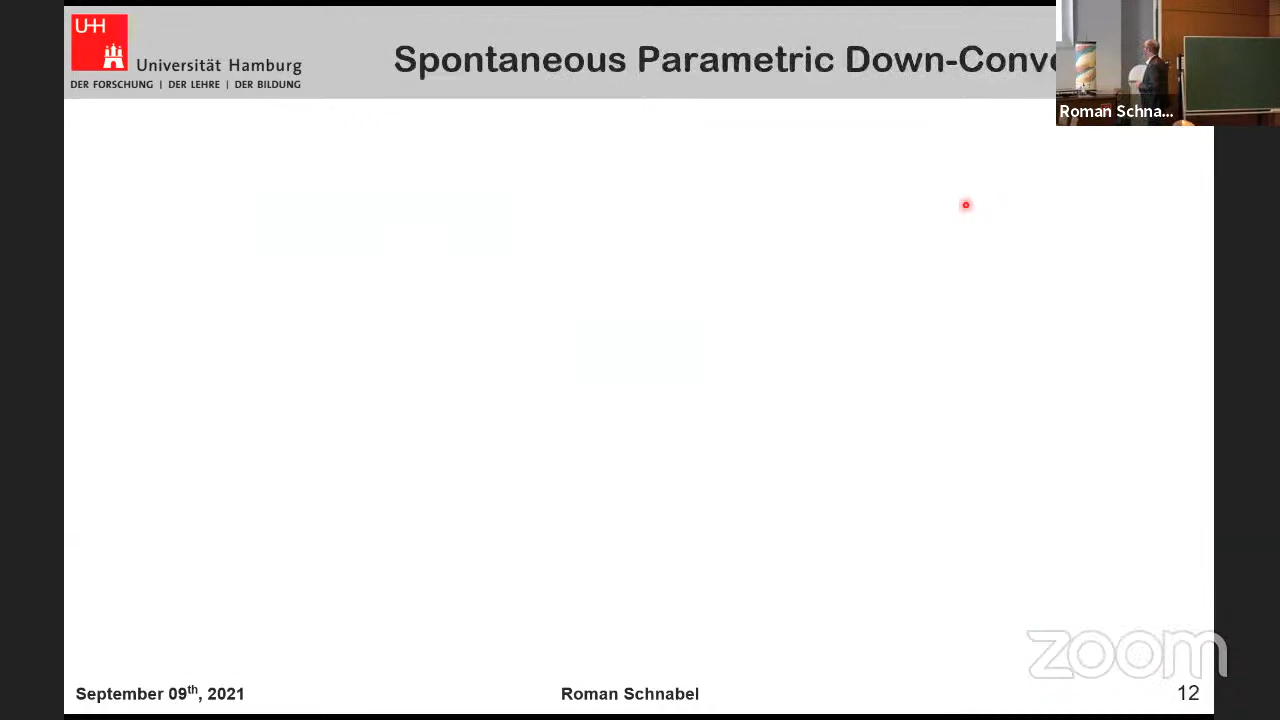 UHH
Universität Hamburg
DER FORSCHUNG | DER LEHRE | DER BILDUNG
Spontaneous Parametric Down-Conve
Roman Schna...
zoom
September 09th, 2021
Roman Schnabel
12